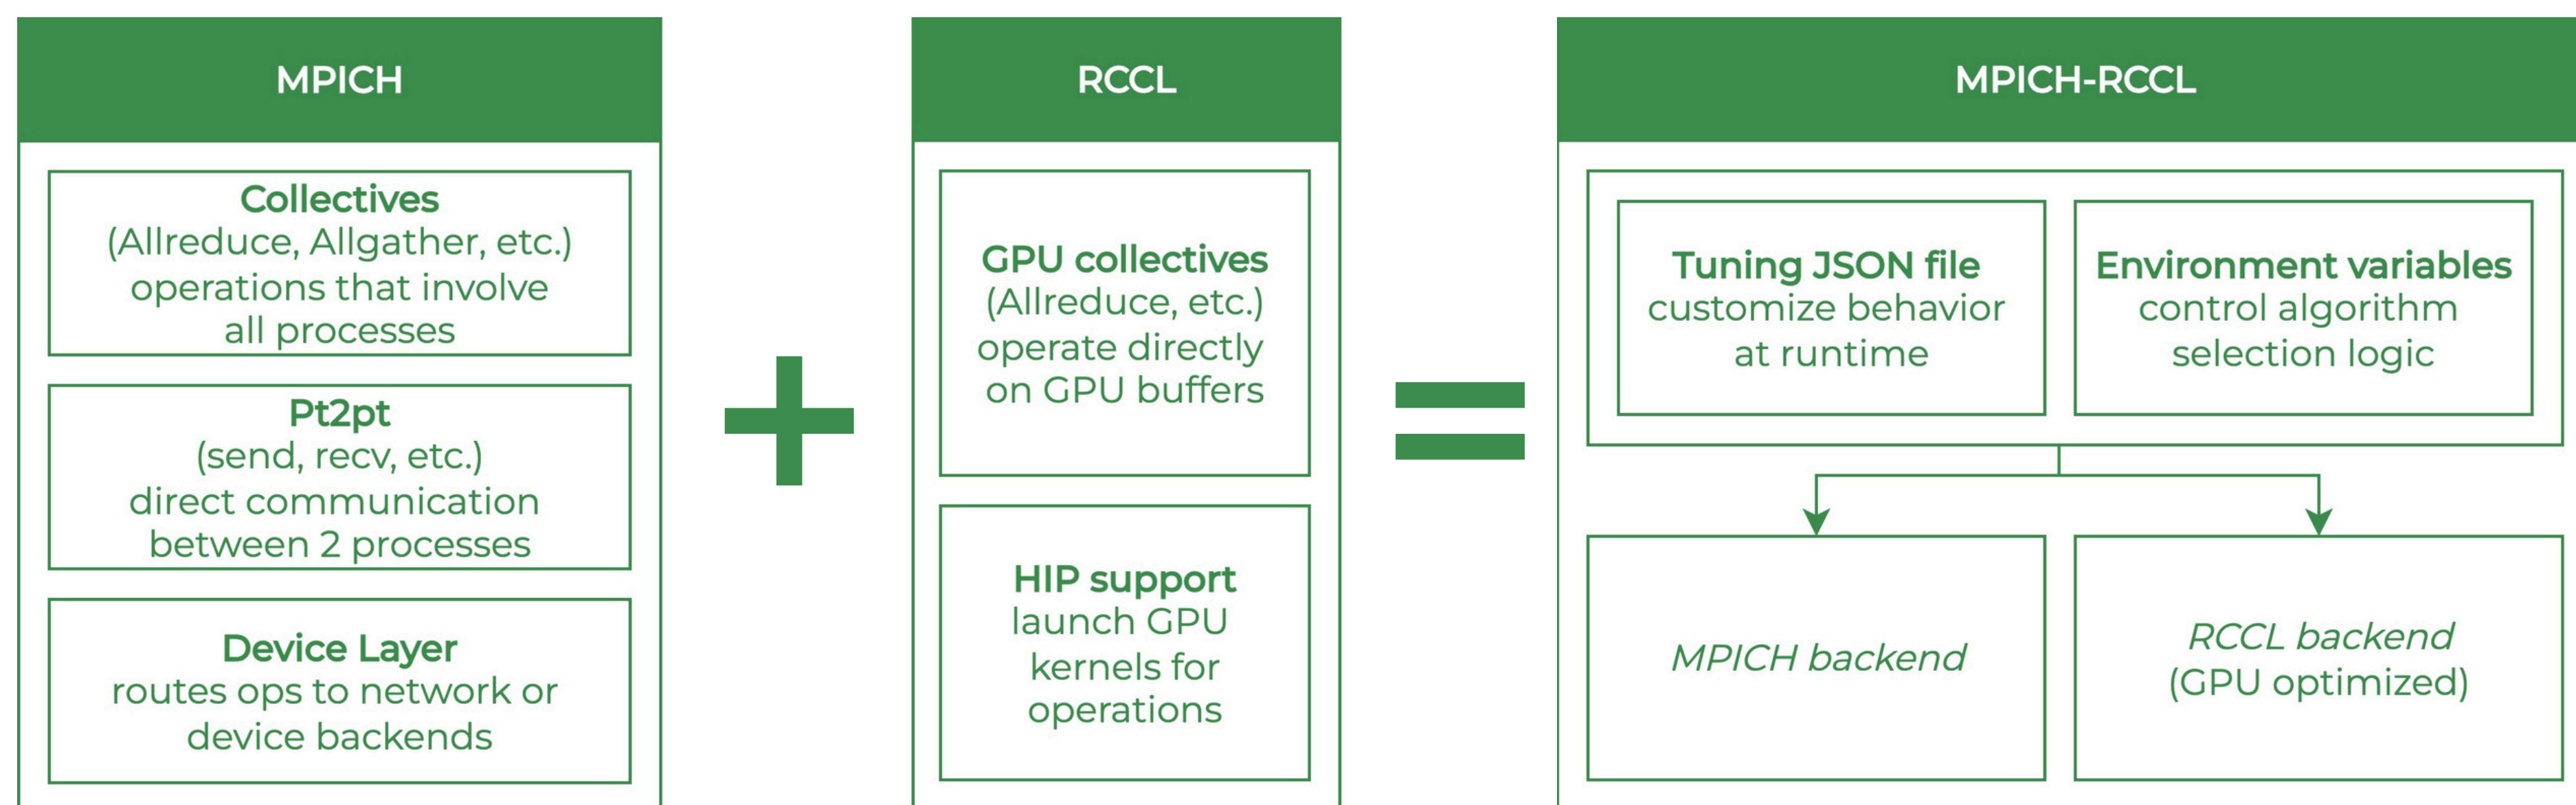 MPICH
Collectives
(Allreduce, Allgather, etc.)
operations that involve
all processes
Pt2pt
(send, recv, etc.)
direct communication
between 2 processes
Device Layer
routes ops to network or
device backends
RCCL
GPU collectives
(Allreduce, etc.)
operate directly
on GPU buffers
HIP support
launch GPU
kernels for
operations
MPICH-RCCL
Tuning JSON file
customize behavior
at runtime
Environment variables
control algorithm
selection logic
MPICH backend
RCCL backend
(GPU optimized)